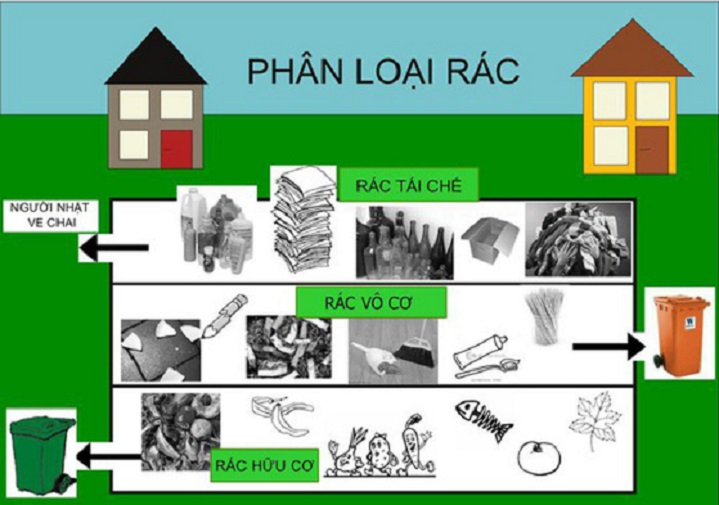 PHÂN LOẠI RÁC
RÁC TÁI CHẾ
NGƯỜI NHẶT
VE CHAI
RÁC VÔ CƠ
RÁC HỮU CƠ